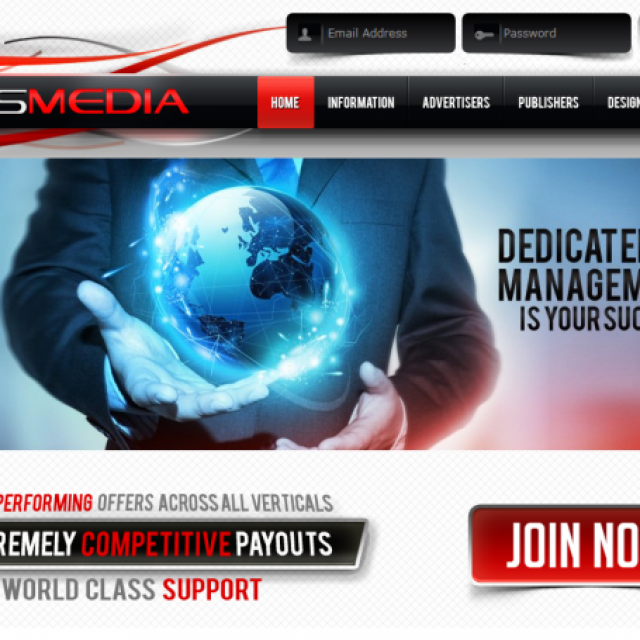 Email Address
Password
SMEDIA
HOME
INFORMATION
ADVERTISERS
PUBLISHERS
DESIGN
DEDICATE
MANAGEM
IS YOUR SUC
PERFORMING OFFERS ACROSS ALL VERTICALS
REMELY COMPETITIVE PAYOUTS
WORLD CLASS SUPPORT
JOIN NO